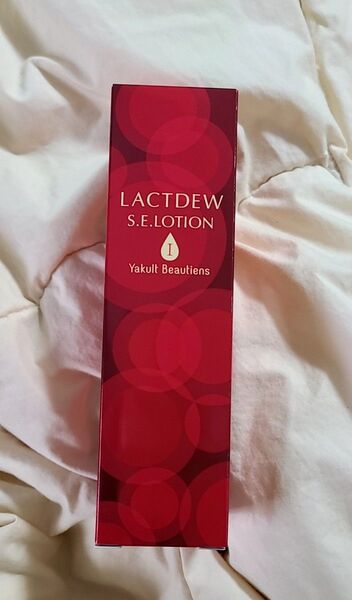 LACTDEW
S.E.LOTION
I
Yakult Beautiens